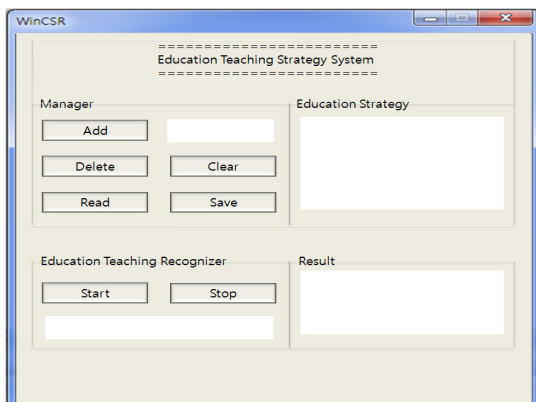 WinCSR
========================
Education Teaching Strategy System
========================
Manager
Education Strategy
Add
Delete
Clear
Read
Save
Education Teaching Recognizer
Result
Start
Stop